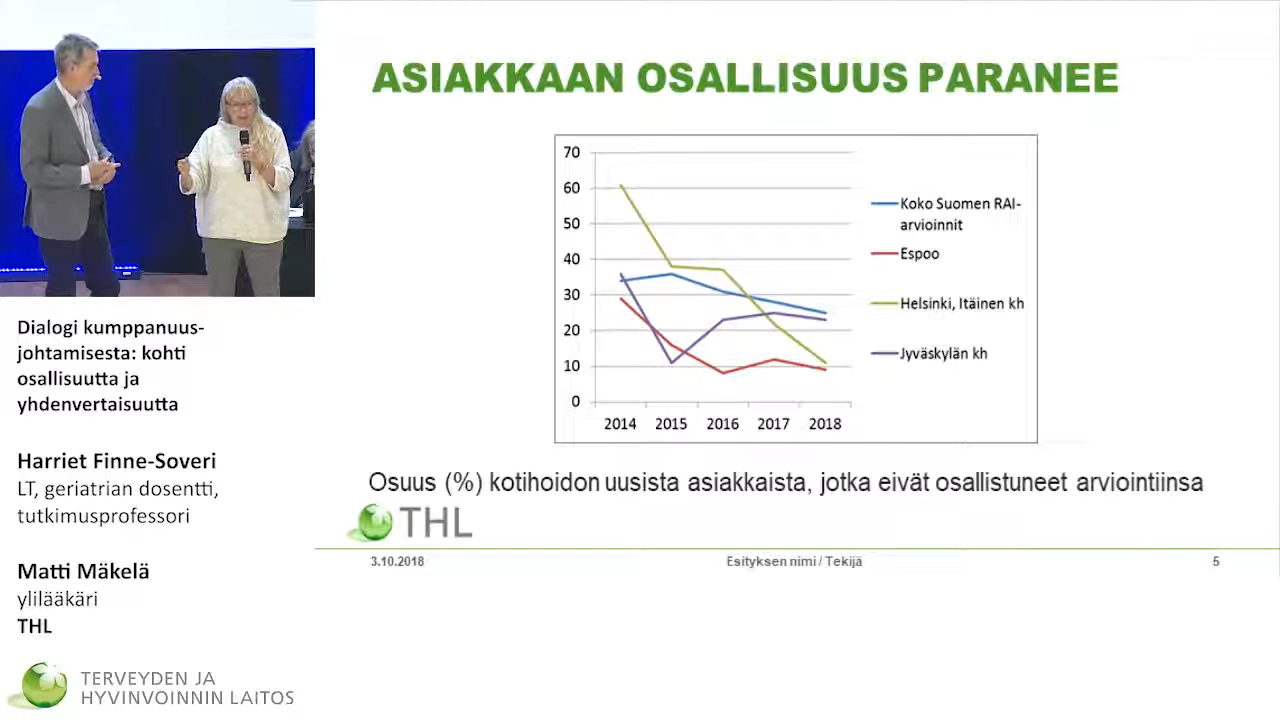 ASIAKKAAN OSALLISUUS PARANEE
70
60
50
40
30
20
10
0
2014 2015 2016 2017 2018
Koko Suomen RAI-
arvioinnit
Espoo
Helsinki, Itäinen kh
Jyväskylän kh
Osuus (%) kotihoidon uusista asiakkaista, jotka eivät osallistuneet arviointiinsa
THL
3.10.2018 Esityksen nimi / Tekijä 5
Dialogi kumppanuus-
johtamisesta: kohti
osallisuutta ja
yhdenvertaisuutta
Harriet Finne-Soveri
LT, geriatrian dosentti,
tutkimusprofessori
Matti Mäkelä
ylilääkäri
THL
TERVEYDEN JA
HYVINVOINNIN LAITOS